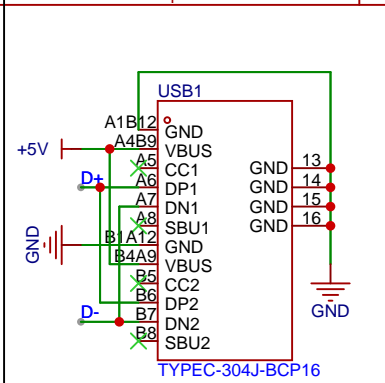 USB1
A1B12 GND
+5V A4B9 VBUS
A5 CC1 GND 13
D+ A6 DP1 GND 14
A7 DN1 GND 15
A8 SBU1 GND 16
GND B1A12 GND
B4A9 VBUS
B5 CC2
B6 DP2 GND
D- B7 DN2
B8 SBU2
TYPEC-304J-BCP16